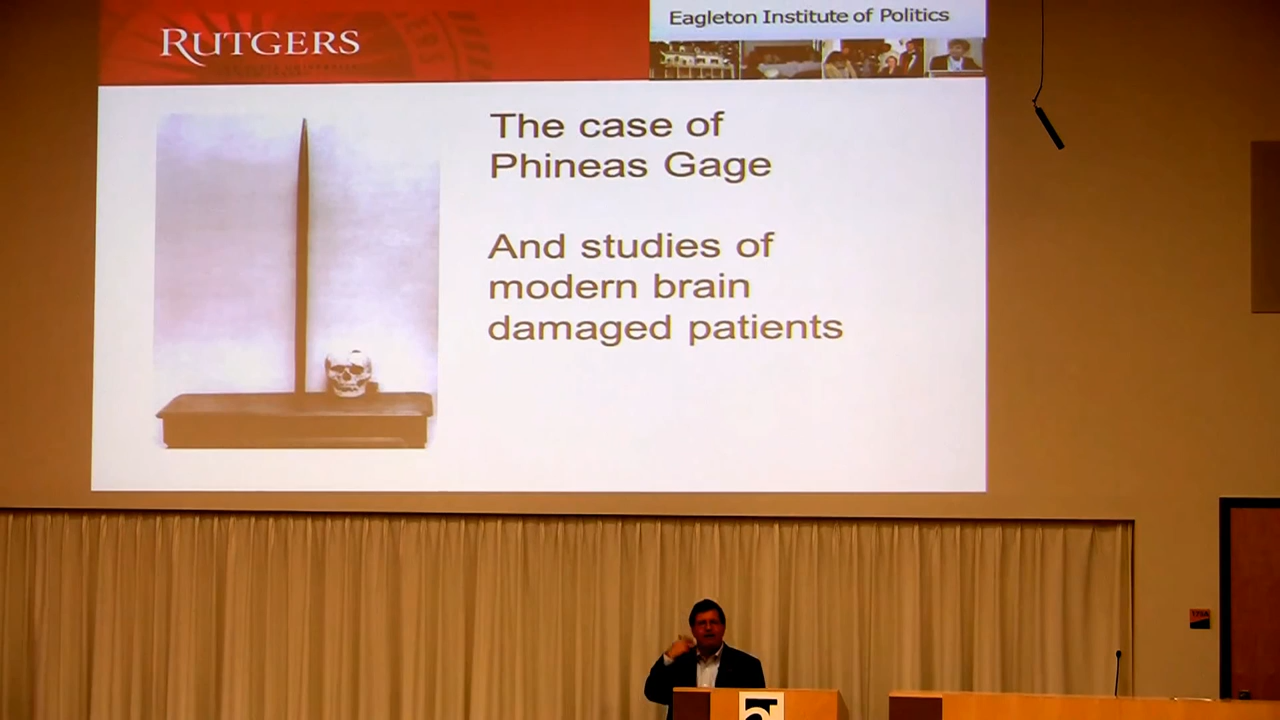 RUTGERS
Eagleton Institute of Politics
The case of
Phineas Gage
And studies of
modern brain
damaged patients